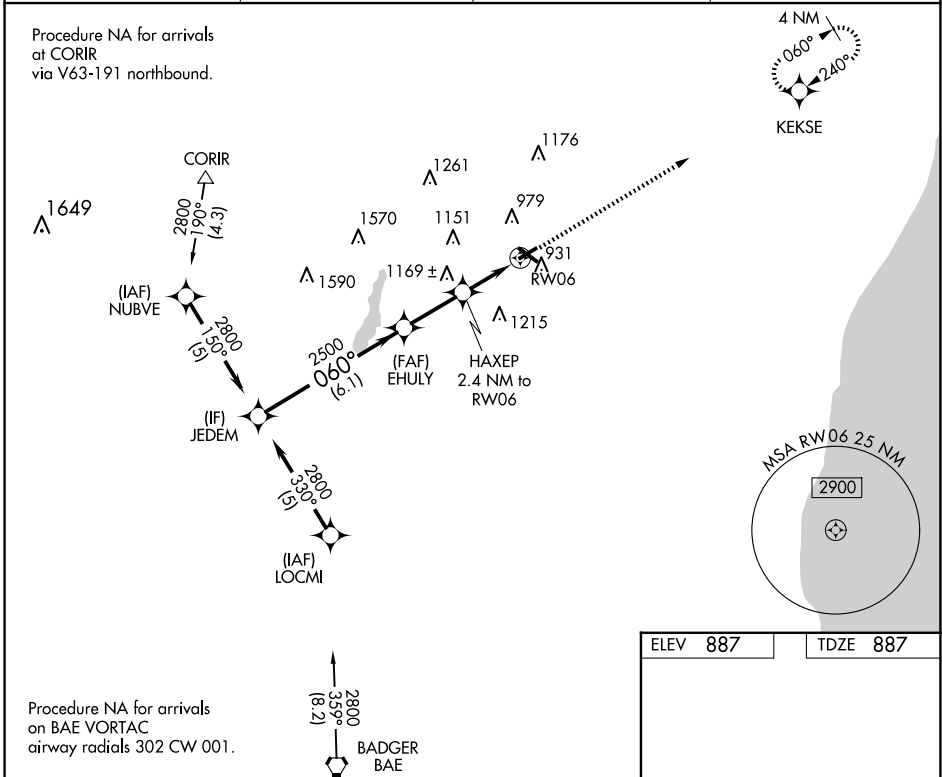 Procedure NA for arrivals
at CORIR
via V63-191 northbound.
4 NM
060°
240°
KEKSE
CORIR
1649
2800
190°
(4.3)
1261
1176
1570
1151
979
1590
1169 ±
931
RW06
1215
(IAF)
NUBVE
2800
150°
(5)
2500
060°
(6.1)
(FAF)
EHULY
HAXEP
2.4 NM to
RW06
(IF)
JEDEM
2800
330°
(5)
(IAF)
LOCMI
MSA RW06 25 NM
2900
ELEV 887
TDZE 887
Procedure NA for arrivals
on BAE VORTAC
airway radials 302 CW 001.
2800
359°
(8.2)
BADGER
BAE